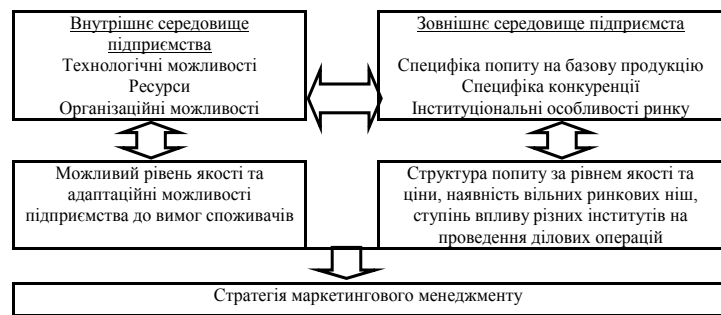 Внутрішнє середовище
підприємства
Технологічні можливості
Ресурси
Організаційні можливості
Зовнішнє середовище підприємста
Специфіка попиту на базову продукцію
Специфіка конкуренції
Інституціональні особливості ринку
Можливий рівень якості та
адаптаційні можливості
підприємства до вимог споживачів
Структура попиту за рівнем якості та
ціни, наявність вільних ринкових ніш,
ступінь впливу різних інститутів на
проведення ділових операцій
Стратегія маркетингового менеджменту